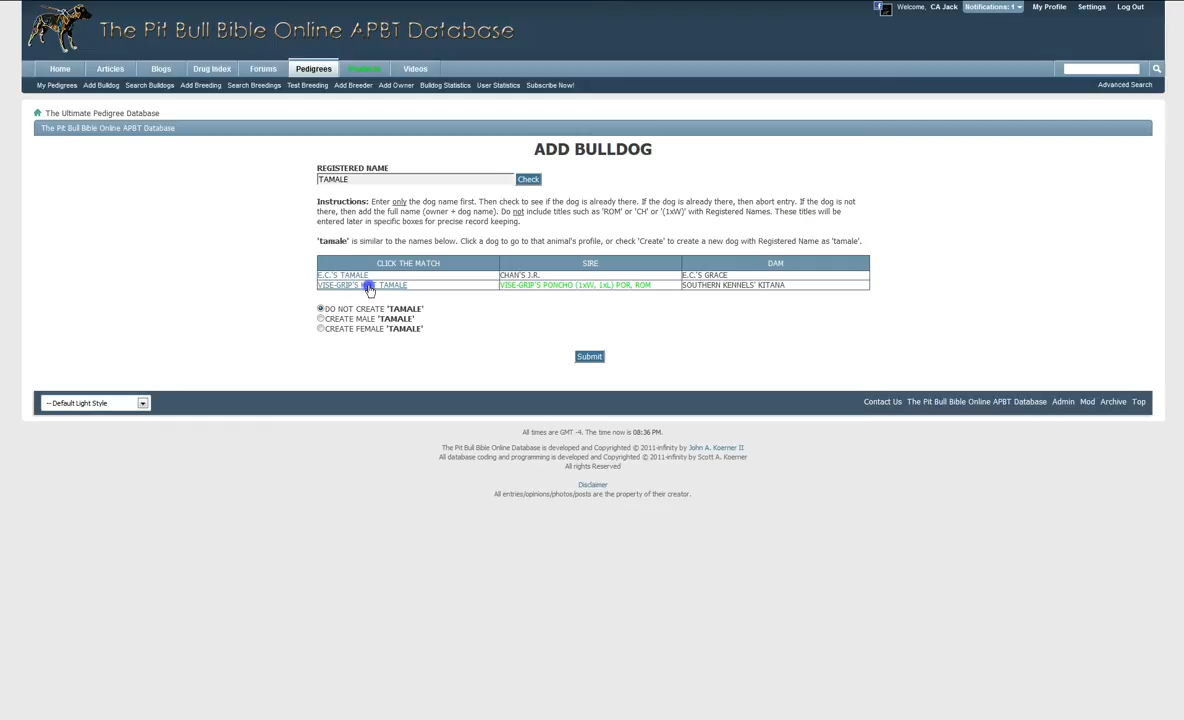 The Pit Bull Bible Online APBT Database
Welcome, CA Jack Notifications: 1 My Profile Settings Log Out
Home Articles Blogs Drug Index Forums Pedigrees Videos
My Pedigrees Add Bulldog Search Bulldogs Add Breeding Search Breedings Test Breeding Add Breeder Add Owner Bulldog Statistics User Statistics Subscribe Now! Advanced Search
The Ultimate Pedigree Database
The Pit Bull Bible Online APBT Database
ADD BULLDOG
REGISTERED NAME
TAMALE Check
Instructions: Enter only the dog name first. Then check to see if the dog is already there. If the dog is already there, then abort entry. If the dog is not
there, then add the full name (owner + dog name). Do not include titles such as 'ROM' or 'CH' or '(1xW)' with Registered Names. These titles will
be entered later in specific boxes for precise record keeping.
'tamale' is similar to the names below. Click a dog to go to that animal's profile, or check 'Create' to create a new dog with Registered Name as 'tamale'.
CLICK THE MATCH SIRE DAM
E.C.'S TAMALE CHAN'S J.R. E.C.'S GRACE
VISE-GRIP'S TAMALE VISE-GRIP'S PONCHO (1xW, 1xL) POR, ROM SOUTHERN KENNELS' KITANA
DO NOT CREATE 'TAMALE'
CREATE MALE 'TAMALE'
CREATE FEMALE 'TAMALE'
Submit
-- Default Light Style Contact Us The Pit Bull Bible Online APBT Database Admin Mod Archive Top
All times are GMT -4. The time now is 08:36 PM.
The Pit Bull Bible Online Database is developed and Copyrighted © 2011-infinity by John A. Koerner II
All database coding and programming is developed and Copyrighted © 2011-infinity by Scott A. Koerner
All rights Reserved
Disclaimer
All entries/opinions/photos/posts are the property of their creator.